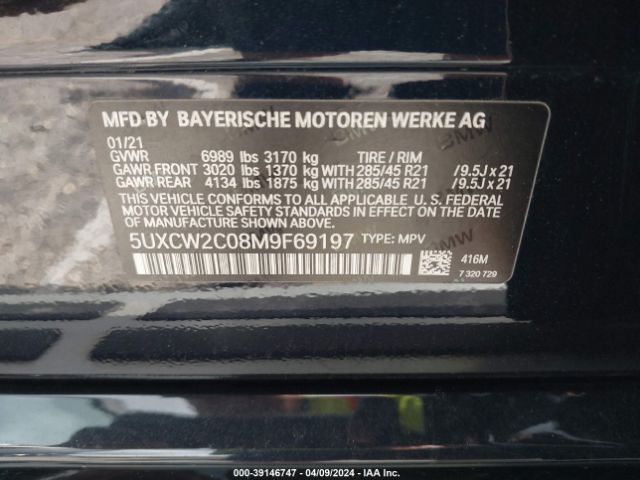 MFD BY BAYERISCHE MOTOREN WERKE AG
01/21
GVWR 6989 lbs 3170 kg TIRE / RIM
GAWR FRONT 3020 lbs 1370 kg WITH 285/45 R21 /9.5J x 21
GAWR REAR 4134 lbs 1875 kg WITH 285/45 R21 /9.5J x 21
THIS VEHICLE CONFORMS TO ALL APPLICABLE U.S. FEDERAL
MOTOR VEHICLE SAFETY STANDARDS IN EFFECT ON THE DATE
OF MANUFACTURE SHOWN ABOVE.
5UXCW2C08M9F69197 TYPE: MPV
416M
7 320 729
000-39146747 / 04/09/2024 - IAA Inc.